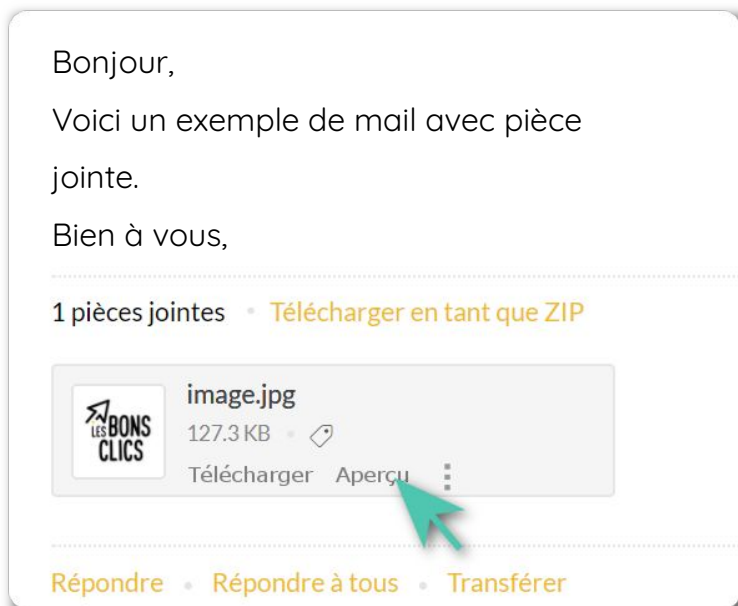 Bonjour,
Voici un exemple de mail avec pièce
jointe.
Bien à vous,
1 pièces jointes • Télécharger en tant que ZIP
LES BONS
CLICS
image.jpg
127.3 KB
Télécharger Aperçu
Répondre • Répondre à tous • Transférer